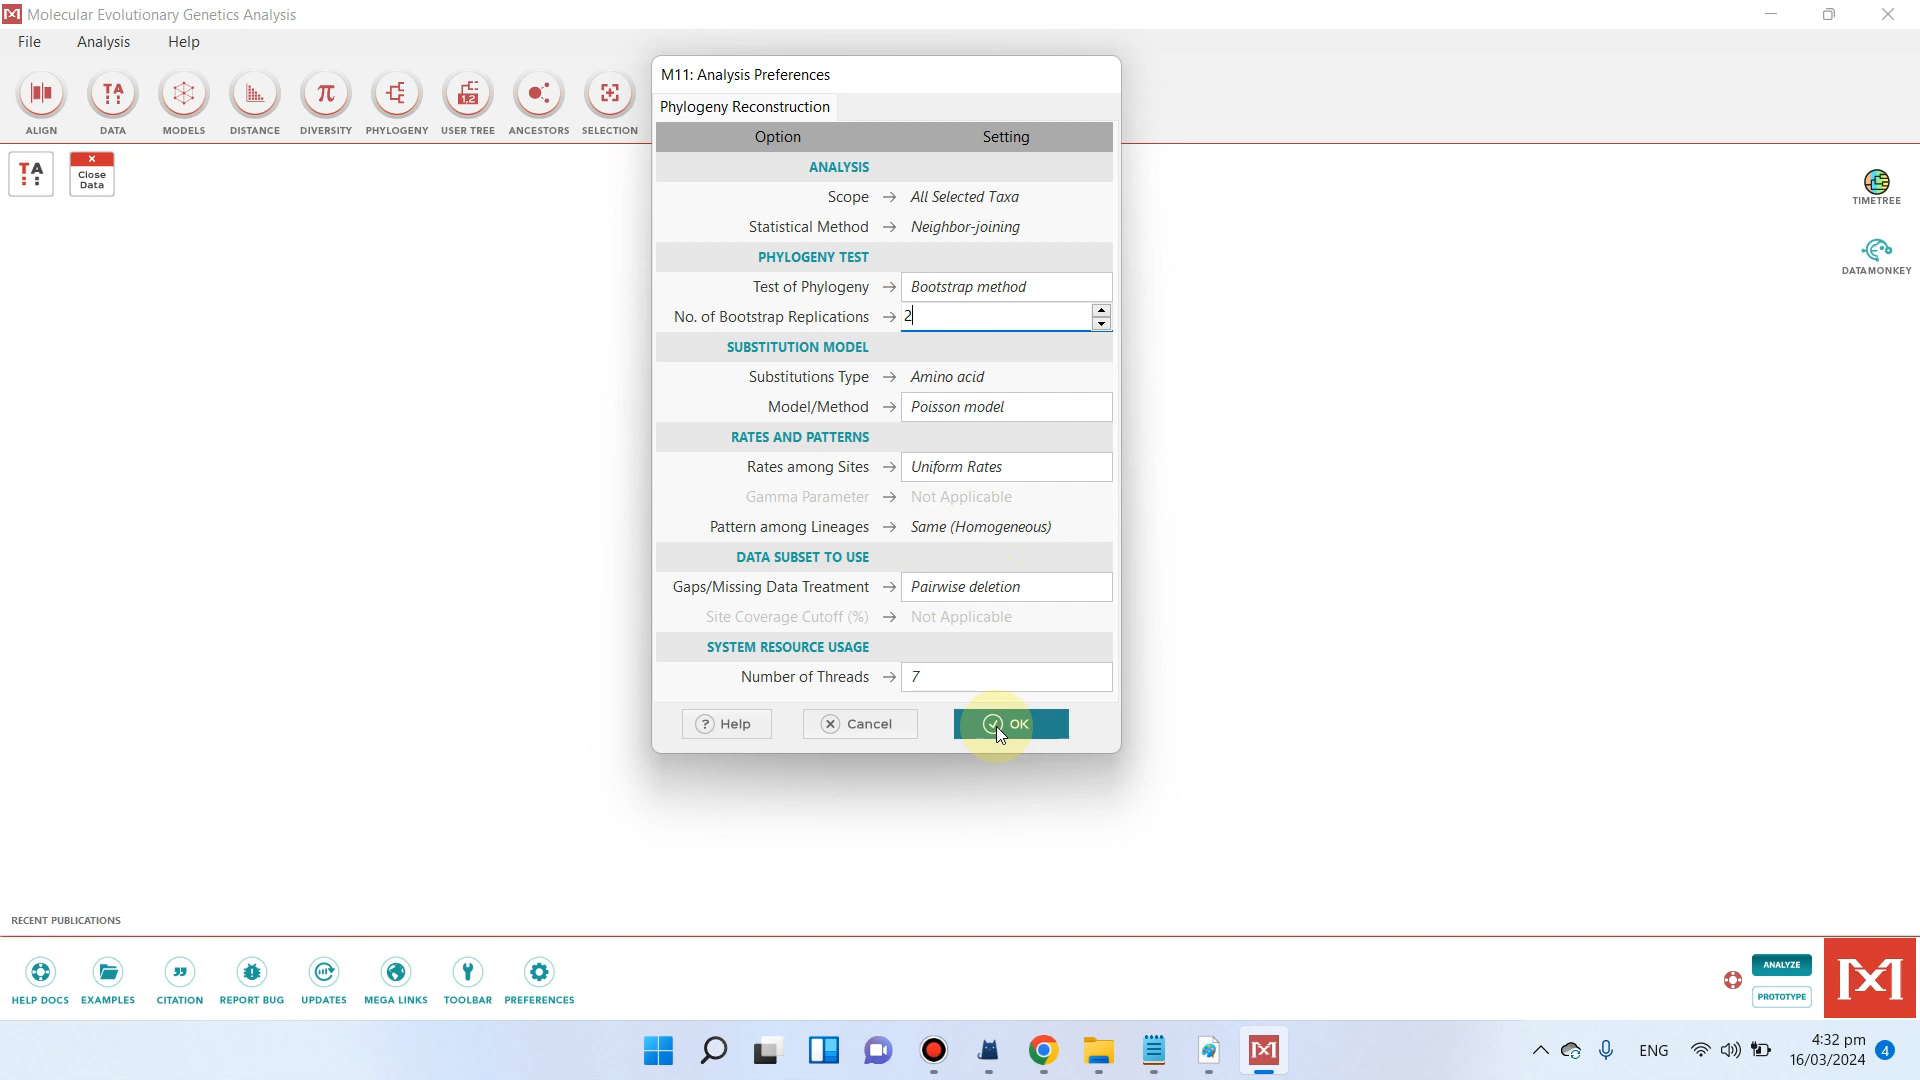 Molecular Evolutionary Genetics Analysis
File Analysis Help
ALIGN DATA MODELS DISTANCE DIVERSITY PHYLOGENY USER TREE ANCESTORS SELECTION
TA Close Data
M11: Analysis Preferences
Phylogeny Reconstruction
Option Setting
ANALYSIS
Scope → All Selected Taxa
Statistical Method → Neighbor-joining
PHYLOGENY TEST
Test of Phylogeny → Bootstrap method
No. of Bootstrap Replications → 2
SUBSTITUTION MODEL
Substitutions Type → Amino acid
Model/Method → Poisson model
RATES AND PATTERNS
Rates among Sites → Uniform Rates
Gamma Parameter → Not Applicable
Pattern among Lineages → Same (Homogeneous)
DATA SUBSET TO USE
Gaps/Missing Data Treatment → Pairwise deletion
Site Coverage Cutoff (%) → Not Applicable
SYSTEM RESOURCE USAGE
Number of Threads → 7
? Help Cancel OK
TIMETREE
DATAMONKEY
RECENT PUBLICATIONS
HELP DOCS EXAMPLES CITATION REPORT BUG UPDATES MEGA LINKS TOOLBAR PREFERENCES
ANALYZE
PROTOTYPE
ENG 4:32 pm 4
16/03/2024